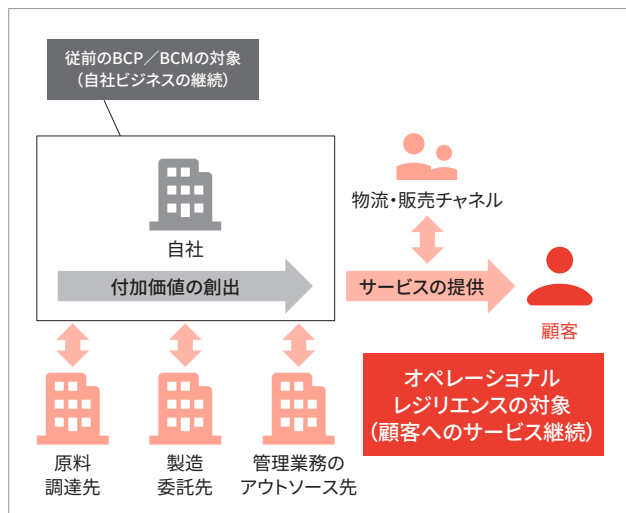 従前のBCP／BCMの対象
（自社ビジネスの継続）
物流・販売チャネル
自社
付加価値の創出
サービスの提供
顧客
オペレーショナル
レジリエンスの対象
（顧客へのサービス継続）
原料
調達先
製造
委託先
管理業務の
アウトソース先